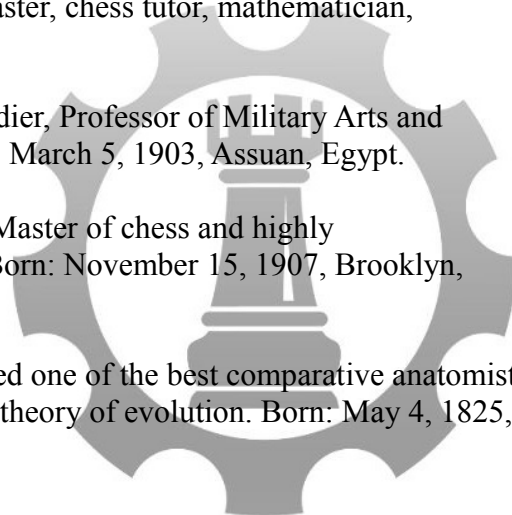 aster, chess tutor, mathematician,
dier, Professor of Military Arts and
March 5, 1903, Assuan, Egypt.
Master of chess and highly
Born: November 15, 1907, Brooklyn,
ed one of the best comparative anatomist
theory of evolution. Born: May 4, 1825,